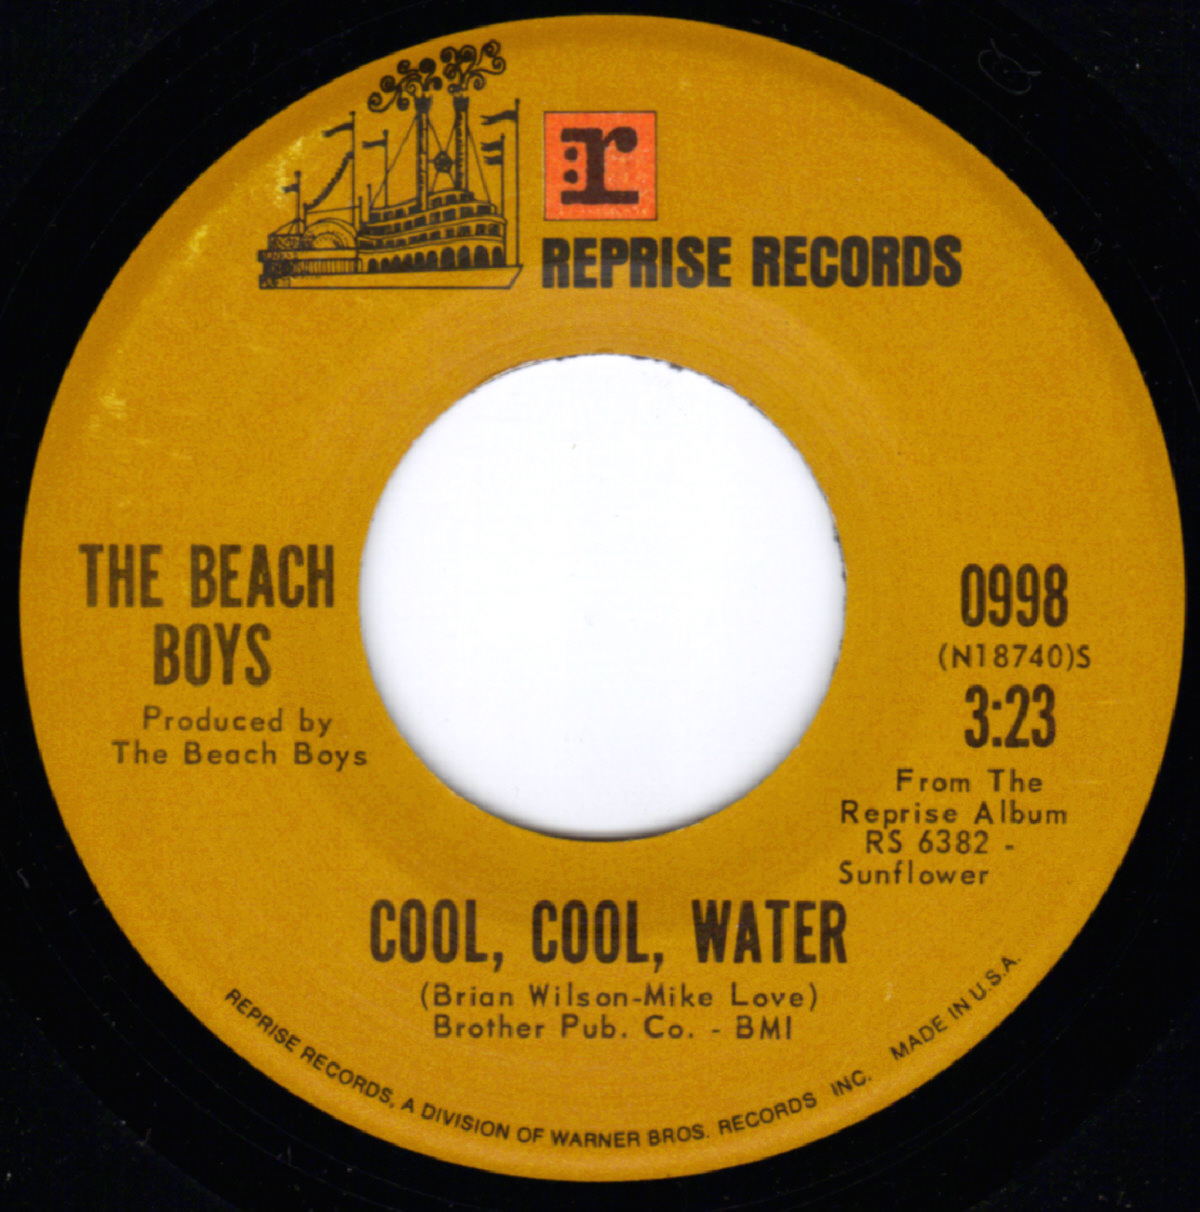 r
REPRISE RECORDS
THE BEACH
BOYS
Produced by
The Beach Boys
0998
(N18740)S
3:23
From The
Reprise Album
RS 6382 -
Sunflower
COOL, COOL, WATER
(Brian Wilson-Mike Love)
Brother Pub. Co. - BMI
REPRISE RECORDS, A DIVISION OF WARNER BROS. RECORDS INC. MADE IN U.S.A.